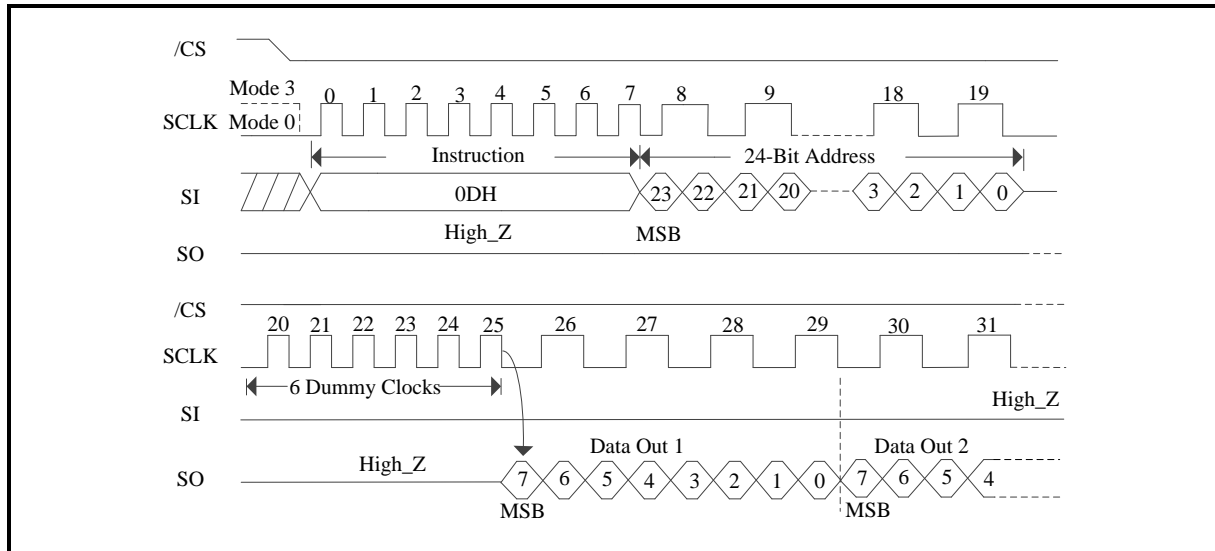 /CS
Mode 3
0 1 2 3 4 5 6 7 8 9 18 19
SCLK Mode 0
Instruction 24-Bit Address
SI 0DH 23 22 21 20 3 2 1 0
High_Z MSB
SO
/CS
20 21 22 23 24 25 26 27 28 29 30 31
SCLK
6 Dummy Clocks
High_Z
SI
Data Out 1 Data Out 2
High_Z
SO 7 6 5 4 3 2 1 0 7 6 5 4
MSB MSB